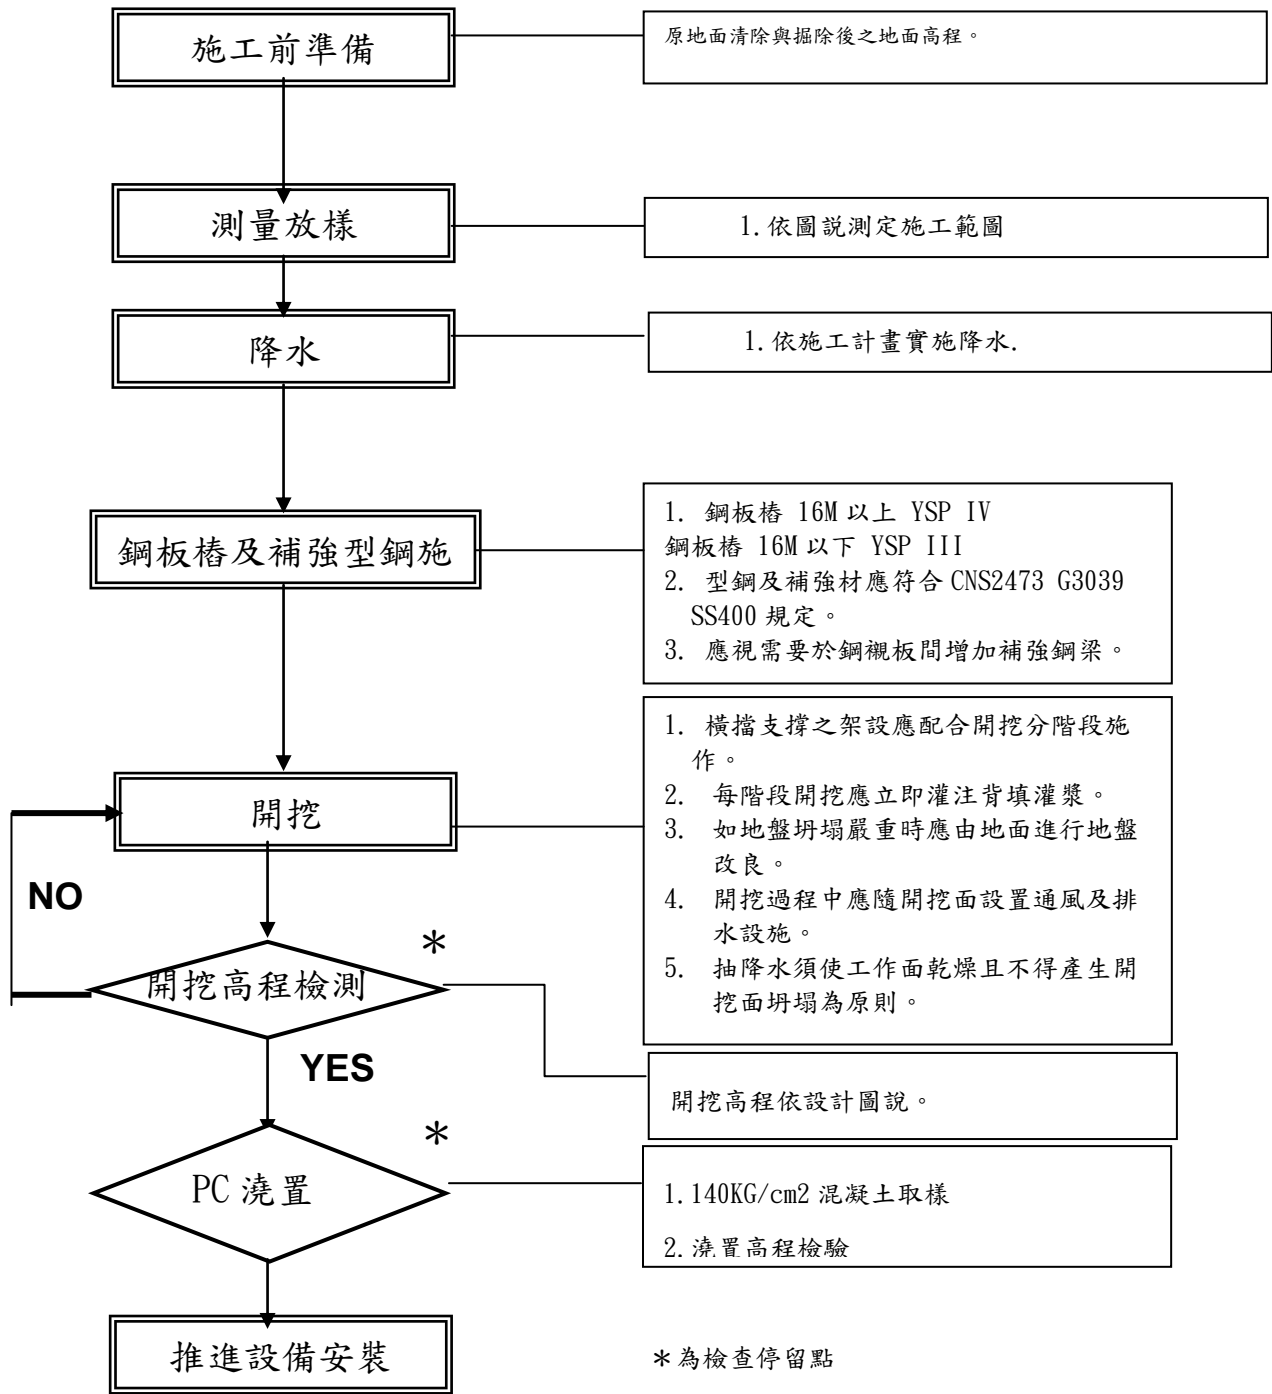 施工前準備
原地面清除與掘除後之地面高程。
測量放樣
1.依圖說測定施工範圍
降水
1.依施工計畫實施降水.
鋼板樁及補強型鋼施
1. 鋼板樁 16M 以上 YSP IV
鋼板樁 16M 以下 YSP III
2. 型鋼及補強材應符合 CNS2473 G3039
SS400 規定。
3. 應視需要於鋼襯板間增加補強鋼梁。
開挖
1. 橫擋支撐之架設應配合開挖分階段施
作。
2. 每階段開挖應立即灌注背填灌漿。
3. 如地盤坍塌嚴重時應由地面進行地盤
改良。
4. 開挖過程中應隨開挖面設置通風及排
水設施。
5. 抽降水須使工作面乾燥且不得產生開
挖面坍塌為原則。
NO
*
開挖高程檢測
YES
開挖高程依設計圖說。
*
PC 澆置
1.140KG/cm2 混凝土取樣
2.澆置高程檢驗
推進設備安裝
*為檢查停留點